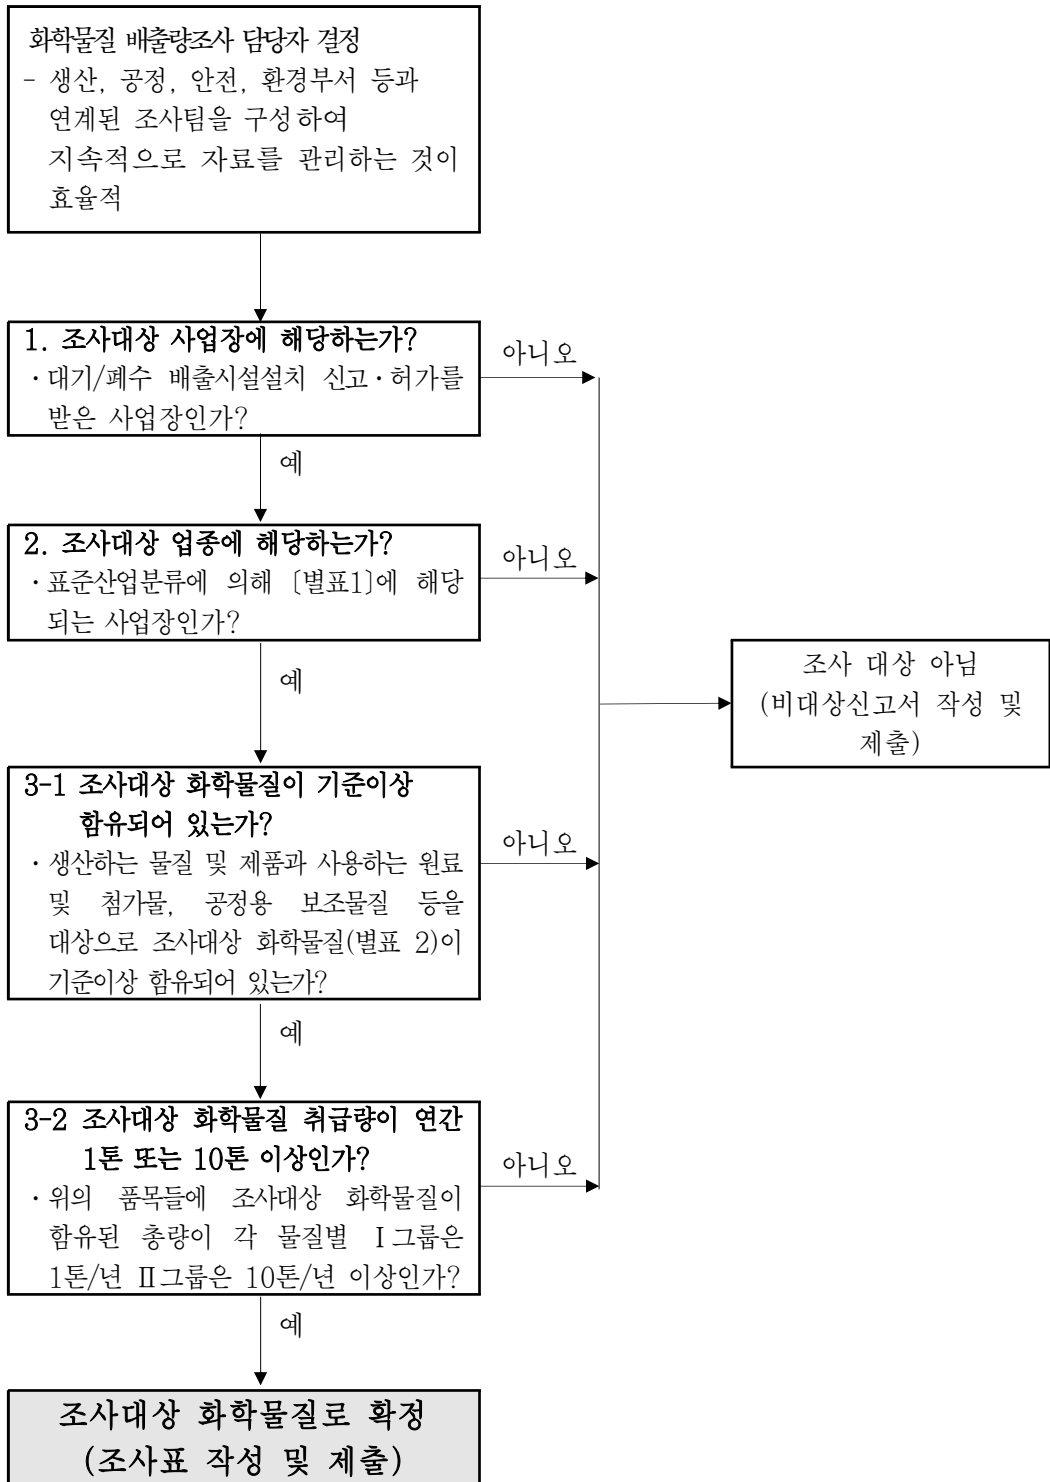 화학물질 배출량조사 담당자 결정
- 생산, 공정, 안전, 환경부서 등과
연계된 조사팀을 구성하여
지속적으로 자료를 관리하는 것이
효율적
1. 조사대상 사업장에 해당하는가?
· 대기/폐수 배출시설설치 신고·허가를
받은 사업장인가?
아니오
예
2. 조사대상 업종에 해당하는가?
· 표준산업분류에 의해 〔별표1〕에 해당
되는 사업장인가?
아니오
예
조사 대상 아님
(비대상신고서 작성 및
제출)
3-1 조사대상 화학물질이 기준이상
함유되어 있는가?
· 생산하는 물질 및 제품과 사용하는 원료
및 첨가물, 공정용 보조물질 등을
대상으로 조사대상 화학물질(별표 2)이
기준이상 함유되어 있는가?
아니오
예
3-2 조사대상 화학물질 취급량이 연간
1톤 또는 10톤 이상인가?
· 위의 품목들에 조사대상 화학물질이
함유된 총량이 각 물질별 Ⅰ그룹은
1톤/년 Ⅱ그룹은 10톤/년 이상인가?
아니오
예
조사대상 화학물질로 확정
(조사표 작성 및 제출)